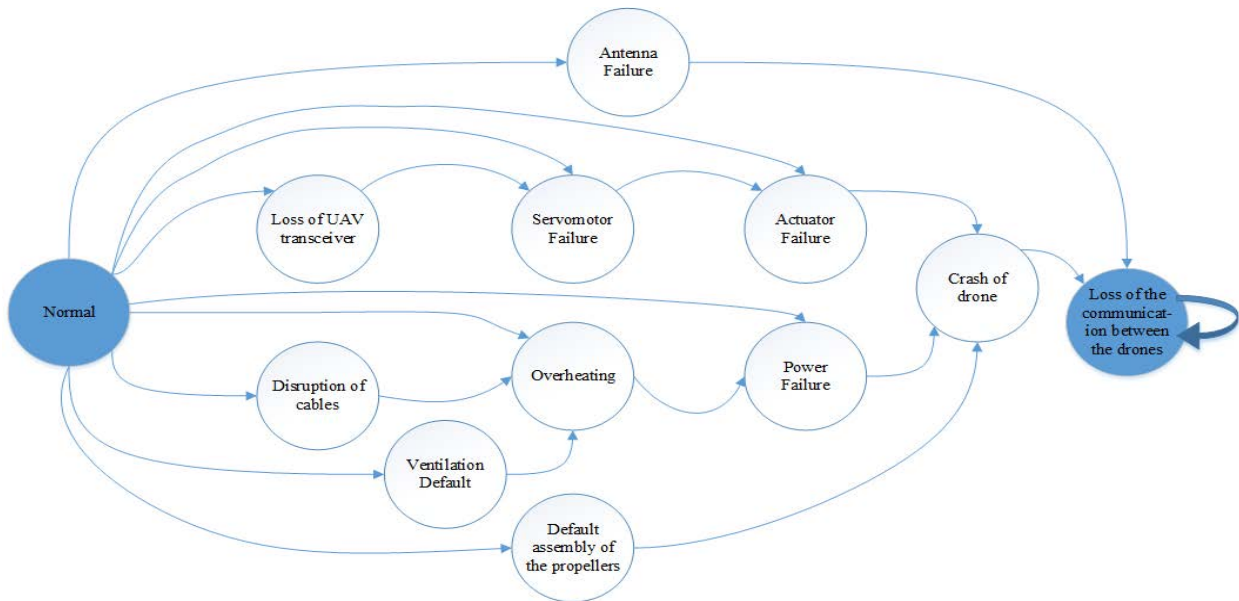 Antenna
Failure
Loss of UAV
transceiver
Servomotor
Failure
Actuator
Failure
Crash of
drone
Normal
Loss of the
communicat-
ion between
the drones
Disruption of
cables
Overheating
Power
Failure
Ventilation
Default
Default
assembly of
the propellers